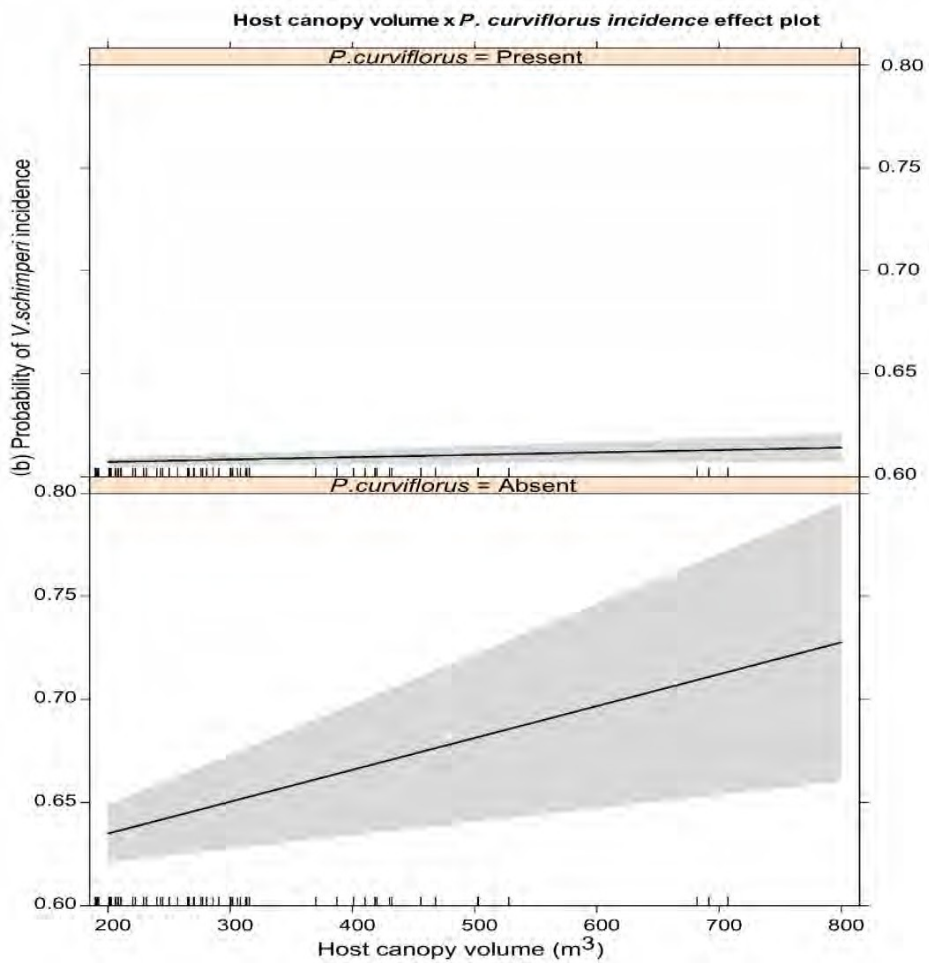 Host canopy volume x P. curviflorus incidence effect plot
P.curviflorus = Present
0.80
0.75
0.70
0.65
0.60
(b) Probability of V.schimperi incidence
P.curviflorus = Absent
0.80
0.75
0.70
0.65
0.60
200 300 400 500 600 700 800
Host canopy volume (m³)